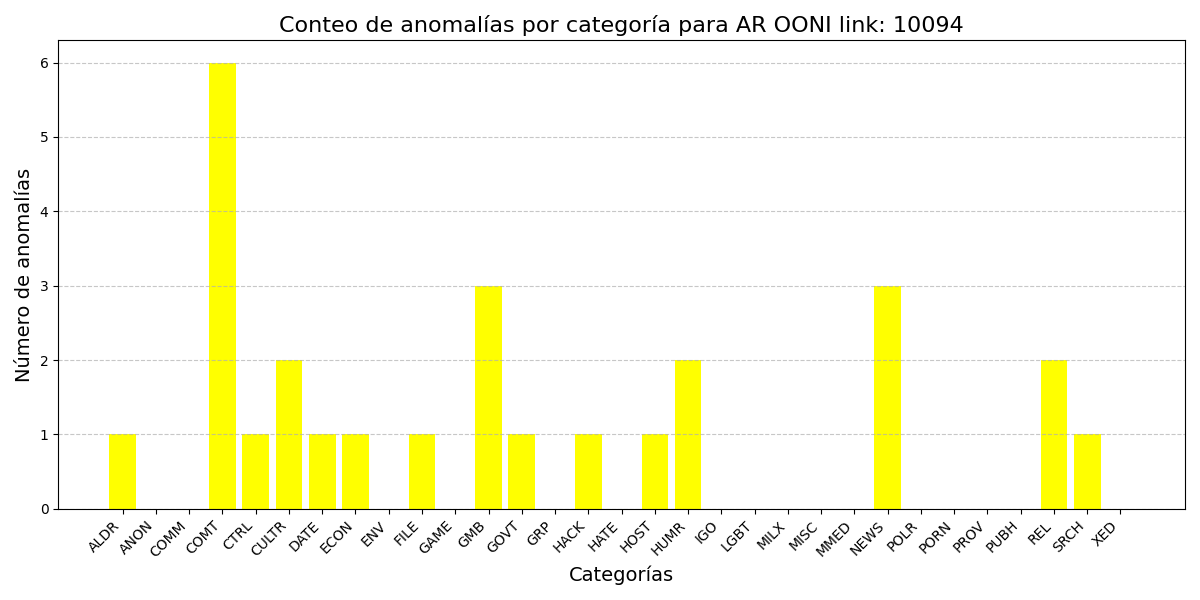 Conteo de anomalías por categoría para AR OONI link: 10094
Número de anomalías
6
5
4
3
2
1
0
ALDR
ANON
COMM
COMT
CTRL
CULTR
DATE
ECON
ENV
FILE
GAME
GMB
GOVT
GRP
HACK
HATE
HOST
HUMR
IGO
LGBT
MILX
MISC
MMED
NEWS
POLR
PORN
PROV
PUBH
REL
SRCH
XED
Categorías